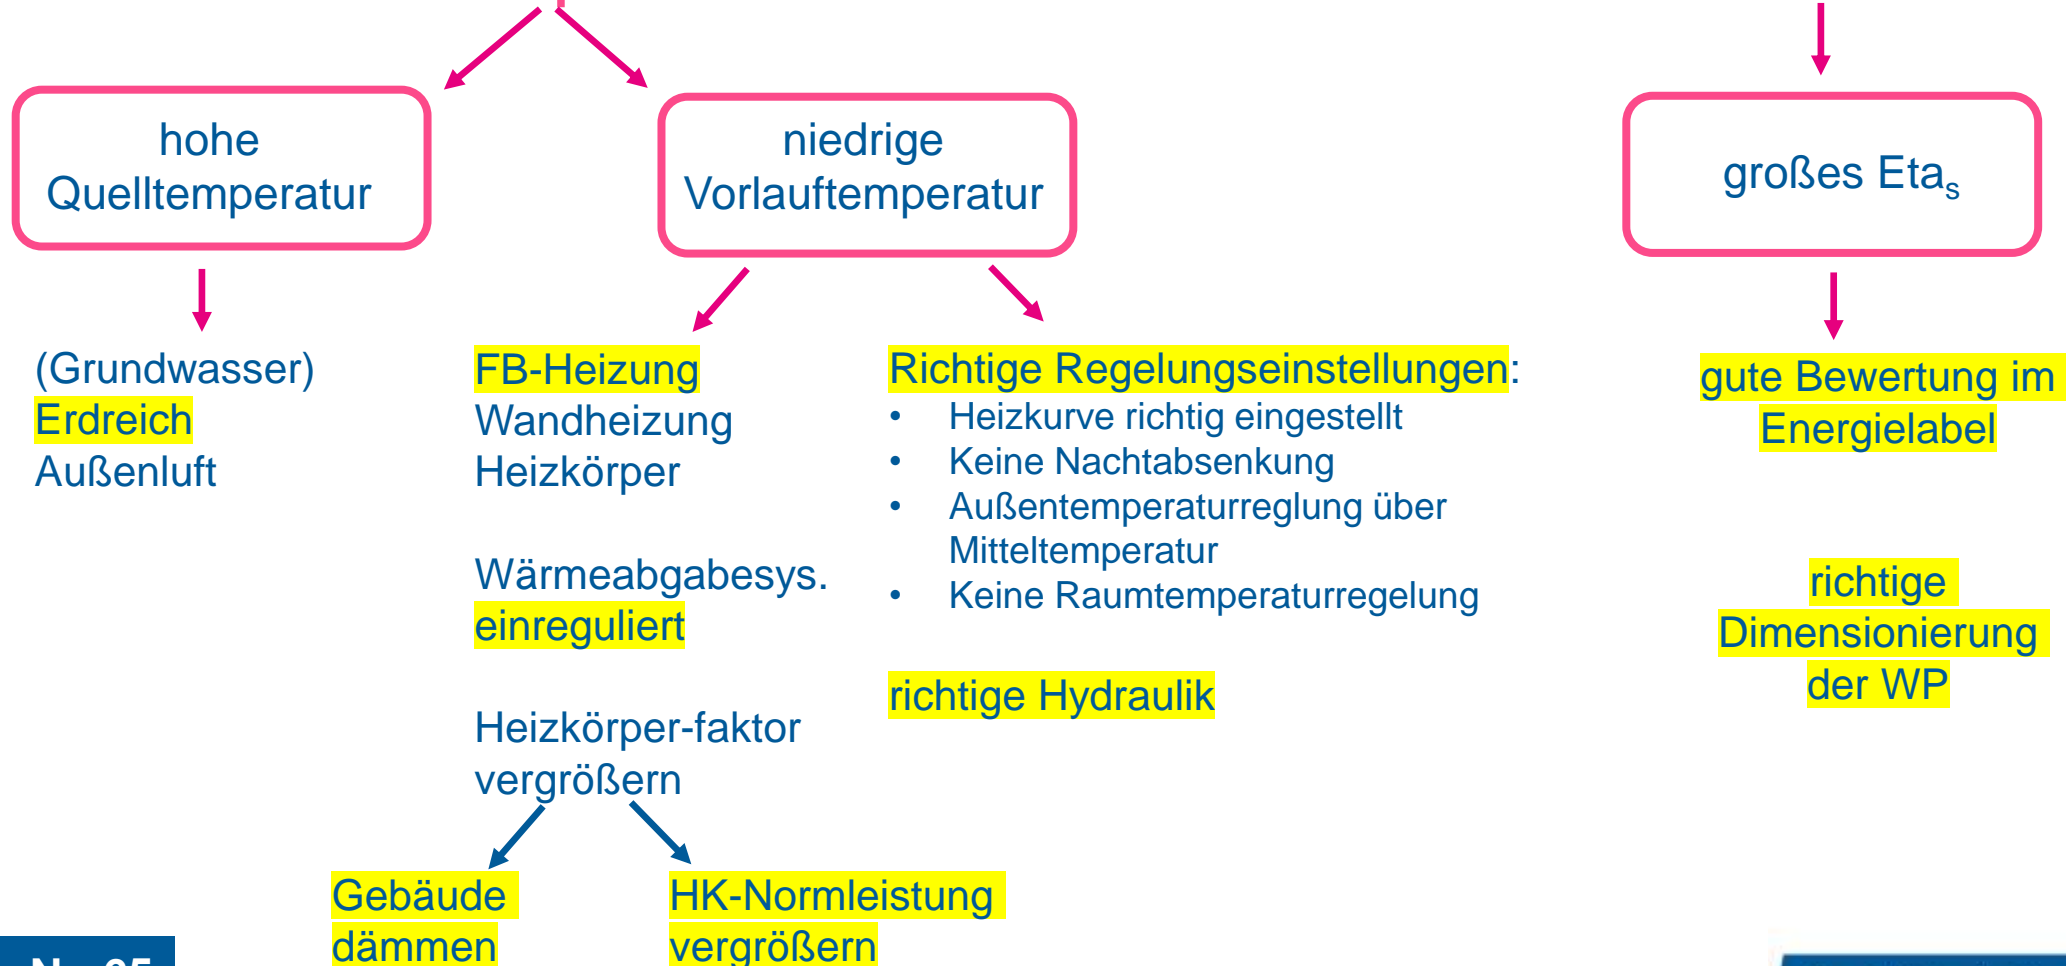 hohe
Quelltemperatur
niedrige
Vorlauftemperatur
großes Etas
(Grundwasser)
Erdreich
Außenluft
FB-Heizung
Wandheizung
Heizkörper
Wärmeabgabesys.
einreguliert
Heizkörper-faktor
vergrößern
Gebäude
dämmen
HK-Normleistung
vergrößern
Richtige Regelungseinstellungen:
• Heizkurve richtig eingestellt
• Keine Nachtabsenkung
• Außentemperaturreglung über
Mitteltemperatur
• Keine Raumtemperaturregelung
richtige Hydraulik
gute Bewertung im
Energielabel
richtige
Dimensionierung
der WP